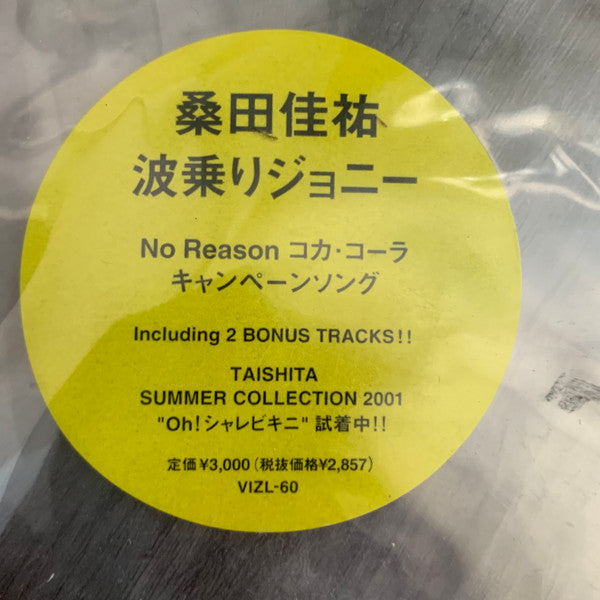 桑田佳祐
波乗りジョニー
No Reason コカ・コーラ
キャンペーンソング
Including 2 BONUS TRACKS!!
TAISHITA
SUMMER COLLECTION 2001
"Oh!シャレビキニ" 試着中!!
定価¥3,000(税抜価格¥2,857)
VIZL-60